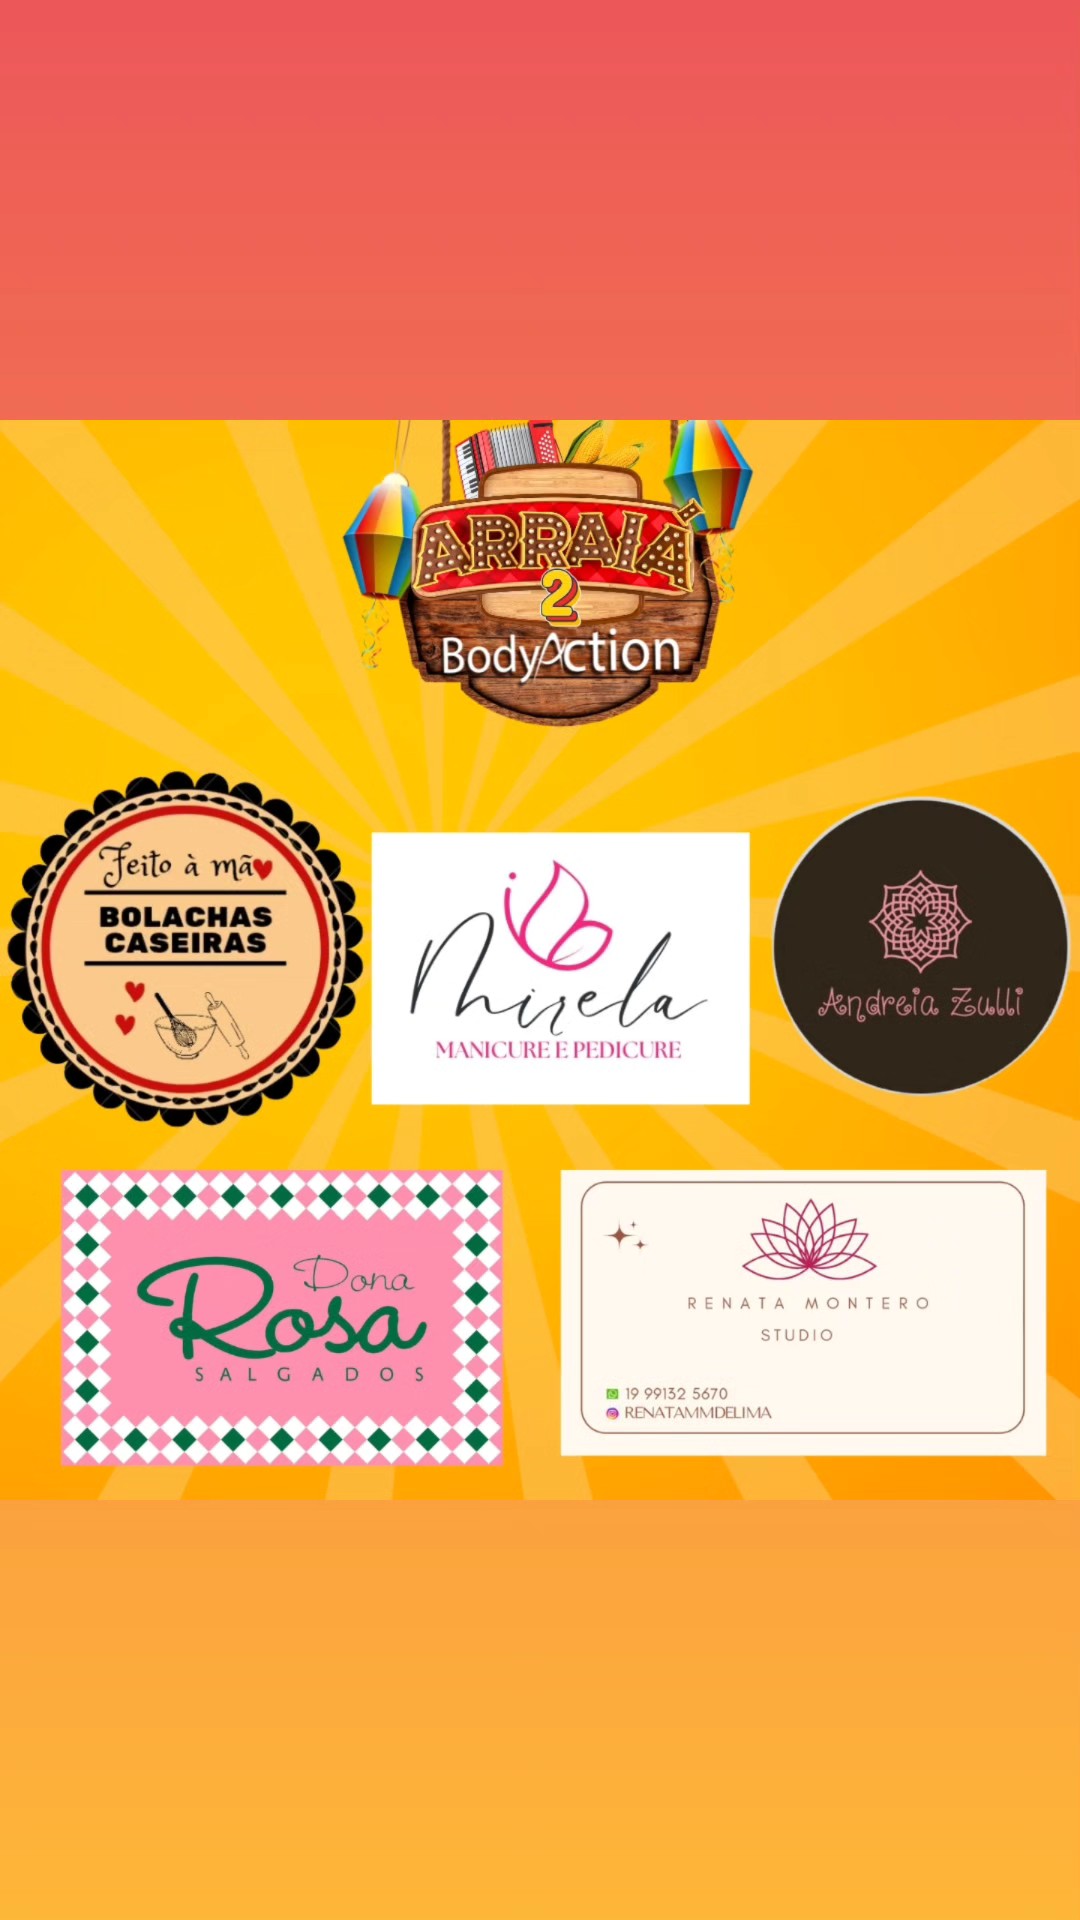 ARRAIÁ
2
BodyAction
Feito à mão
BOLACHAS
CASEIRAS
Mirela
MANICURE E PEDICURE
Andreia Zulli
Dona
Rosa
SALGADOS
RENATA MONTERO
STUDIO
19 99132 5670
RENATAMMDELIMA